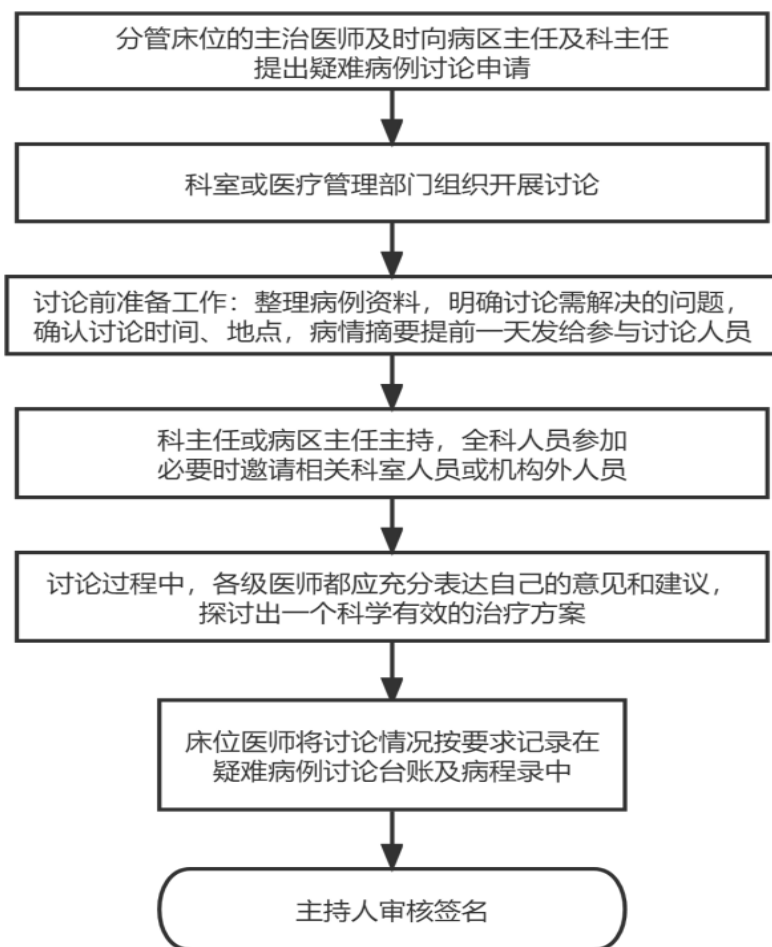 分管床位的主治医师及时向病区主任及科主任
提出疑难病例讨论申请
科室或医疗管理部门组织开展讨论
讨论前准备工作：整理病例资料，明确讨论需解决的问题，
确认讨论时间、地点，病情摘要提前一天发给参与讨论人员
科主任或病区主任主持，全科人员参加
必要时邀请相关科室人员或机构外人员
讨论过程中，各级医师都应充分表达自己的意见和建议，
探讨出一个科学有效的治疗方案
床位医师将讨论情况按要求记录在
疑难病例讨论台账及病程录中
主持人审核签名